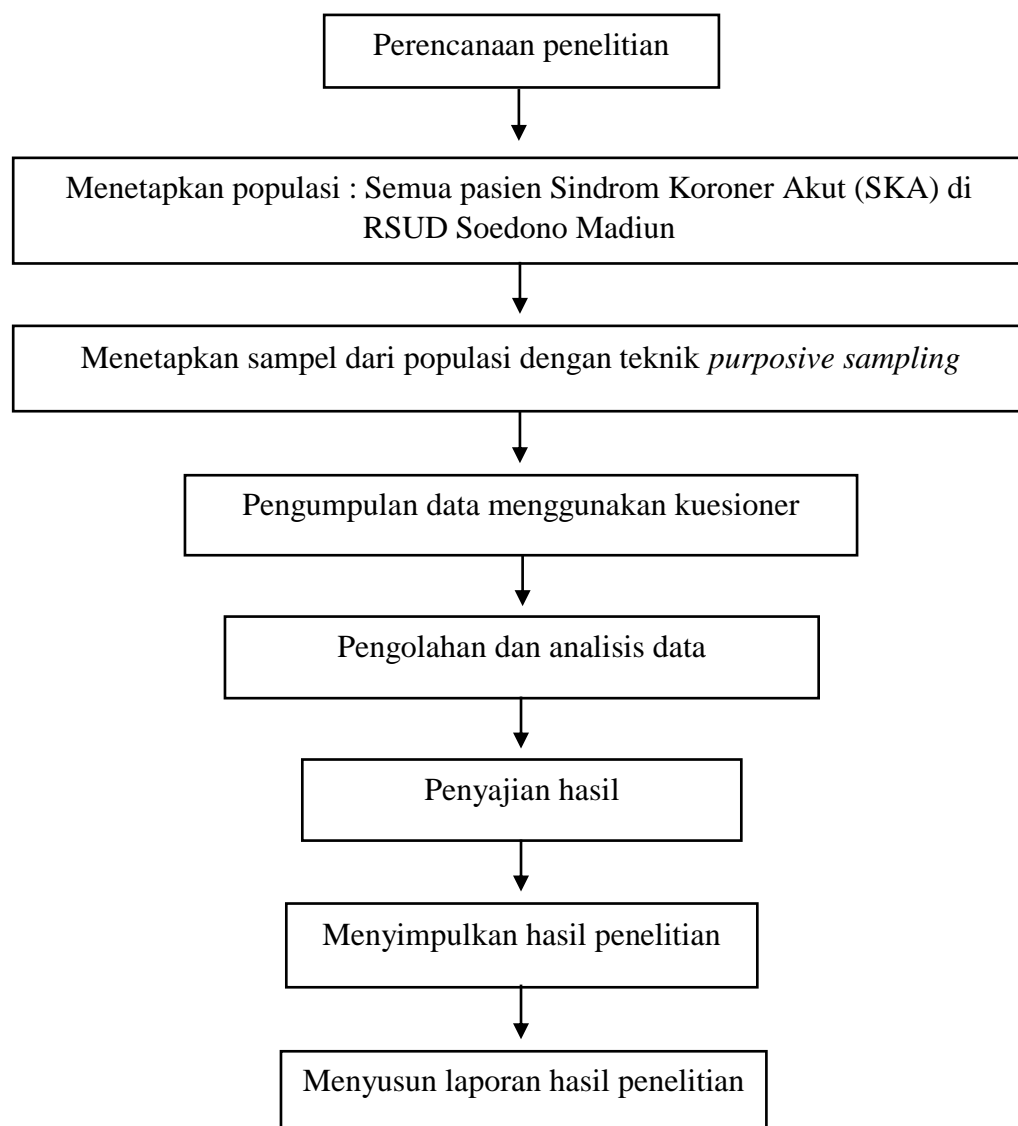 Perencanaan penelitian
Menetapkan populasi : Semua pasien Sindrom Koroner Akut (SKA) di
RSUD Soedono Madiun
Menetapkan sampel dari populasi dengan teknik purposive sampling
Pengumpulan data menggunakan kuesioner
Pengolahan dan analisis data
Penyajian hasil
Menyimpulkan hasil penelitian
Menyusun laporan hasil penelitian